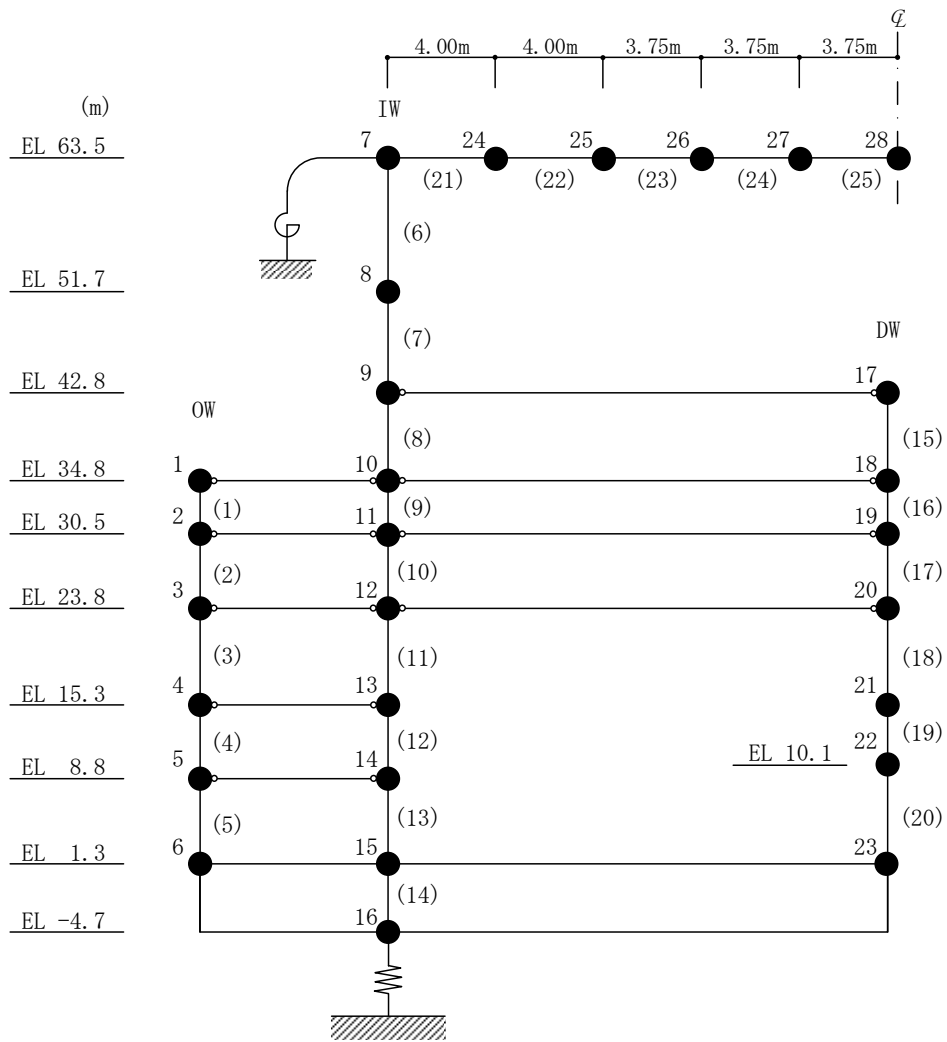 ℄
4.00m 4.00m 3.75m 3.75m 3.75m
(m)
IW
EL 63.5 7 24 25 26 27 28
(21) (22) (23) (24) (25)
(6)
EL 51.7 8
DW
(7)
EL 42.8 9 17
OW
(8) (15)
EL 34.8 1 10 18
(1) (9) (16)
EL 30.5 2 11 19
(2) (10) (17)
EL 23.8 3 12 20
(3) (11) (18)
EL 15.3 4 13 21
(4) (12) (19)
EL 10.1 22
EL 8.8 5 14
(5) (13) (20)
EL 1.3 6 15 23
(14)
EL -4.7 16